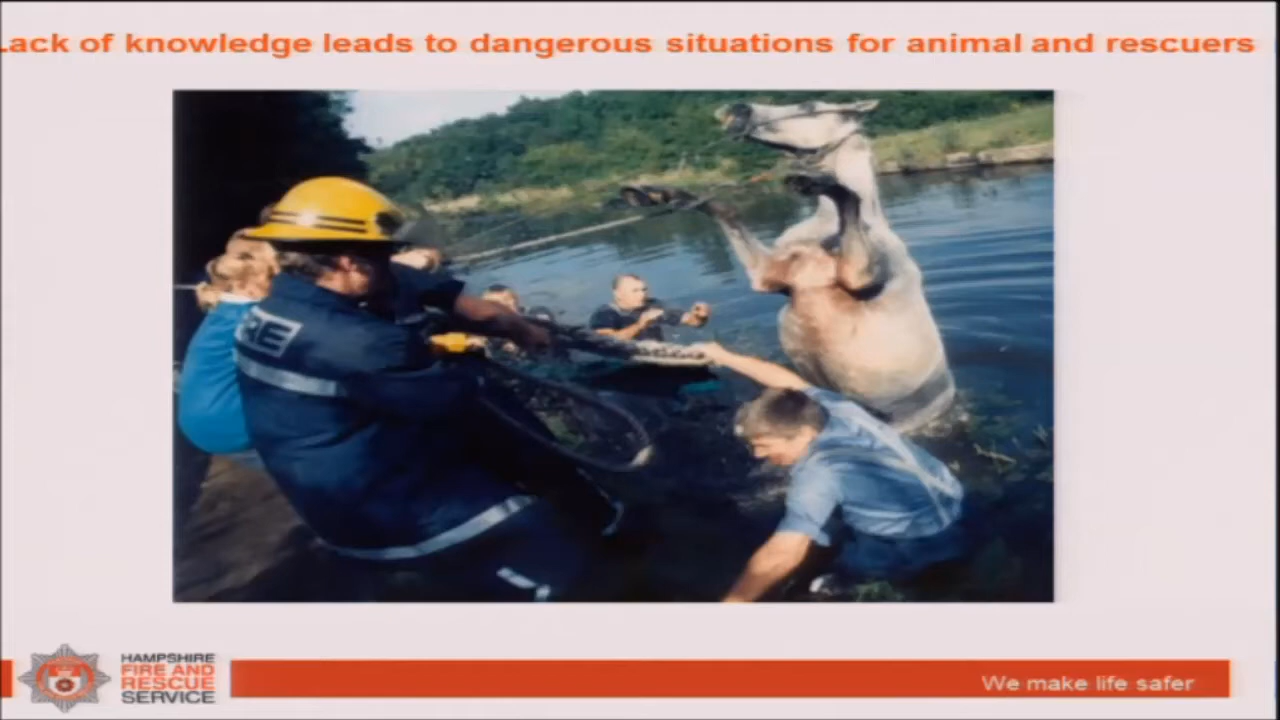 Lack of knowledge leads to dangerous situations for animal and rescuers
RE
HAMPSHIRE
FIRE AND
RESCUE
SERVICE
We make life safer